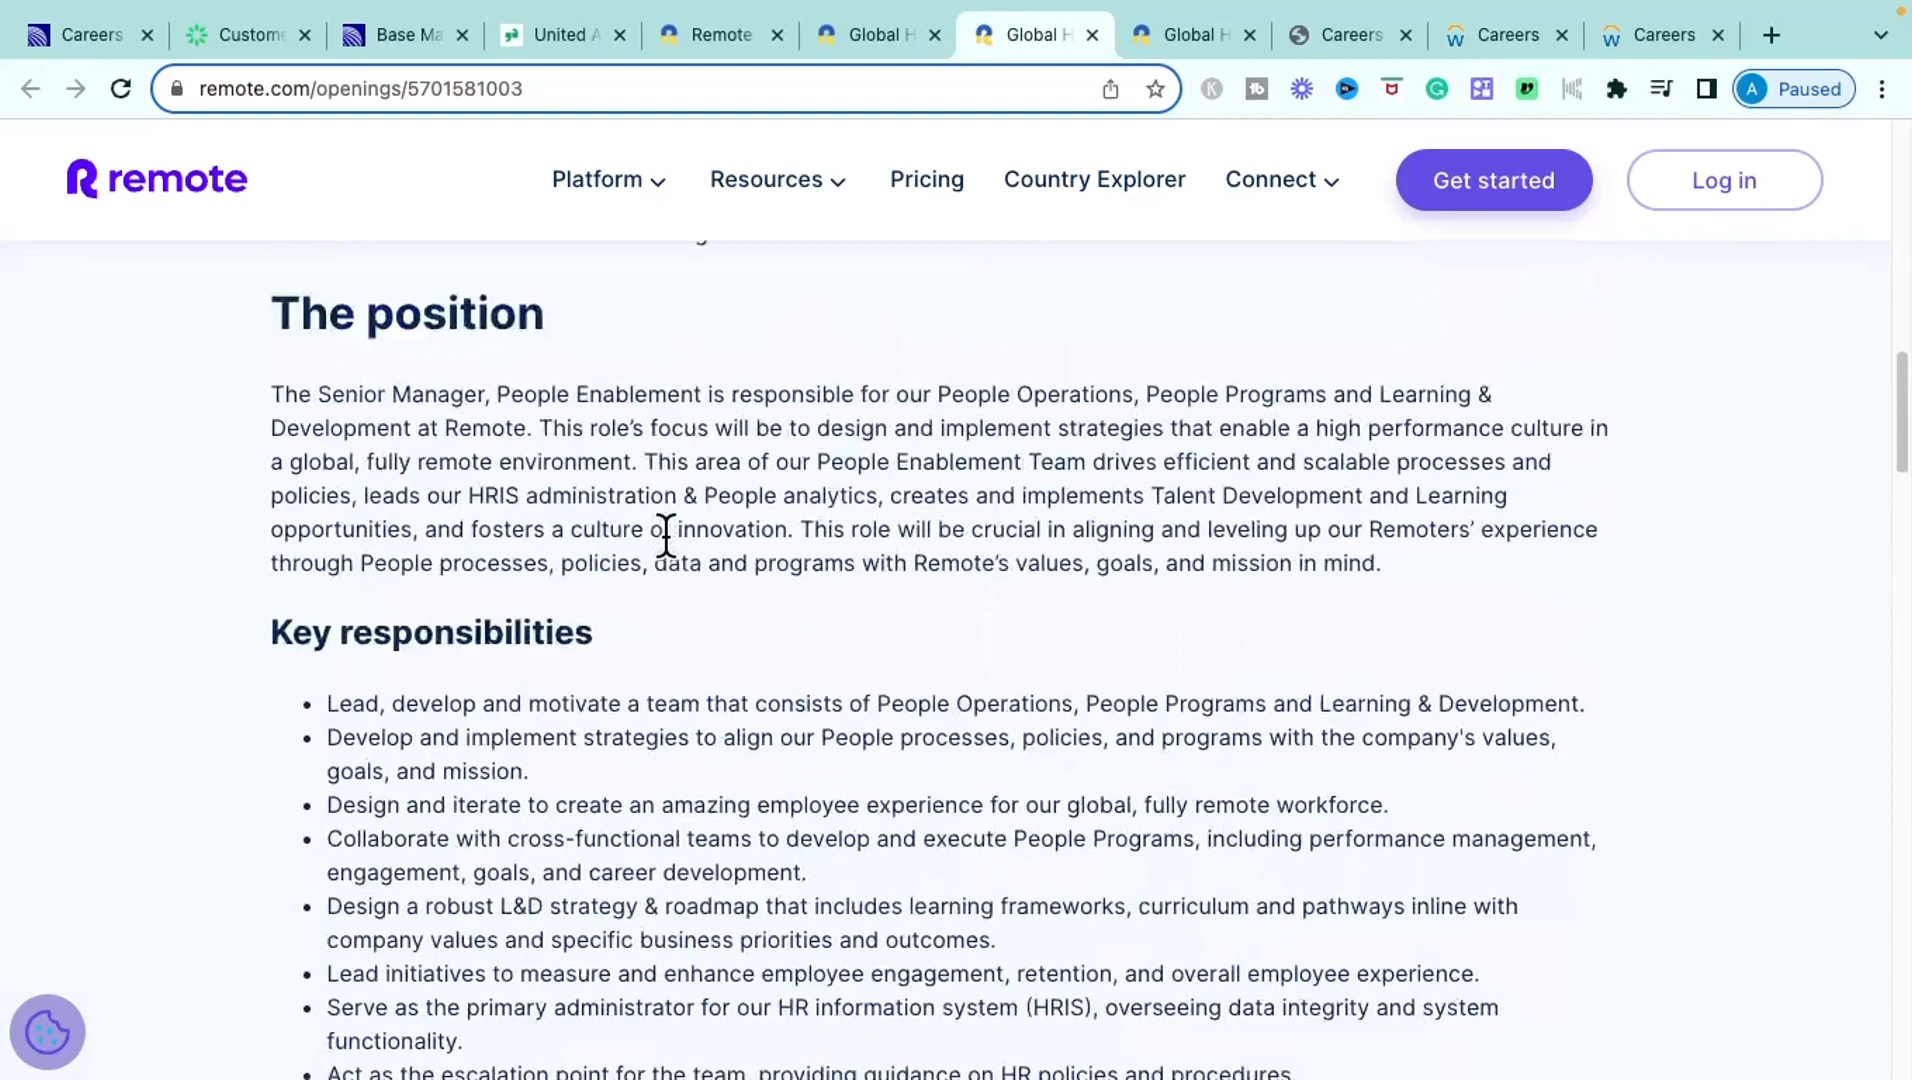 Careers
Custome
Base Ma
United A
Remote
Global H
Global H
Global H
Careers
Careers
Careers
remote.com/openings/5701581003
A Paused
remote
Platform
Resources
Pricing
Country Explorer
Connect
Get started
Log in
The position
The Senior Manager, People Enablement is responsible for our People Operations, People Programs and Learning &
Development at Remote. This role’s focus will be to design and implement strategies that enable a high performance culture in
a global, fully remote environment. This area of our People Enablement Team drives efficient and scalable processes and
policies, leads our HRIS administration & People analytics, creates and implements Talent Development and Learning
opportunities, and fosters a culture of innovation. This role will be crucial in aligning and leveling up our Remoters’ experience
through People processes, policies, data and programs with Remote’s values, goals, and mission in mind.
Key responsibilities
• Lead, develop and motivate a team that consists of People Operations, People Programs and Learning & Development.
• Develop and implement strategies to align our People processes, policies, and programs with the company's values,
goals, and mission.
• Design and iterate to create an amazing employee experience for our global, fully remote workforce.
• Collaborate with cross-functional teams to develop and execute People Programs, including performance management,
engagement, goals, and career development.
• Design a robust L&D strategy & roadmap that includes learning frameworks, curriculum and pathways inline with
company values and specific business priorities and outcomes.
• Lead initiatives to measure and enhance employee engagement, retention, and overall employee experience.
• Serve as the primary administrator for our HR information system (HRIS), overseeing data integrity and system
functionality.
• Act as the escalation point for the team, providing guidance on HR policies and procedures.